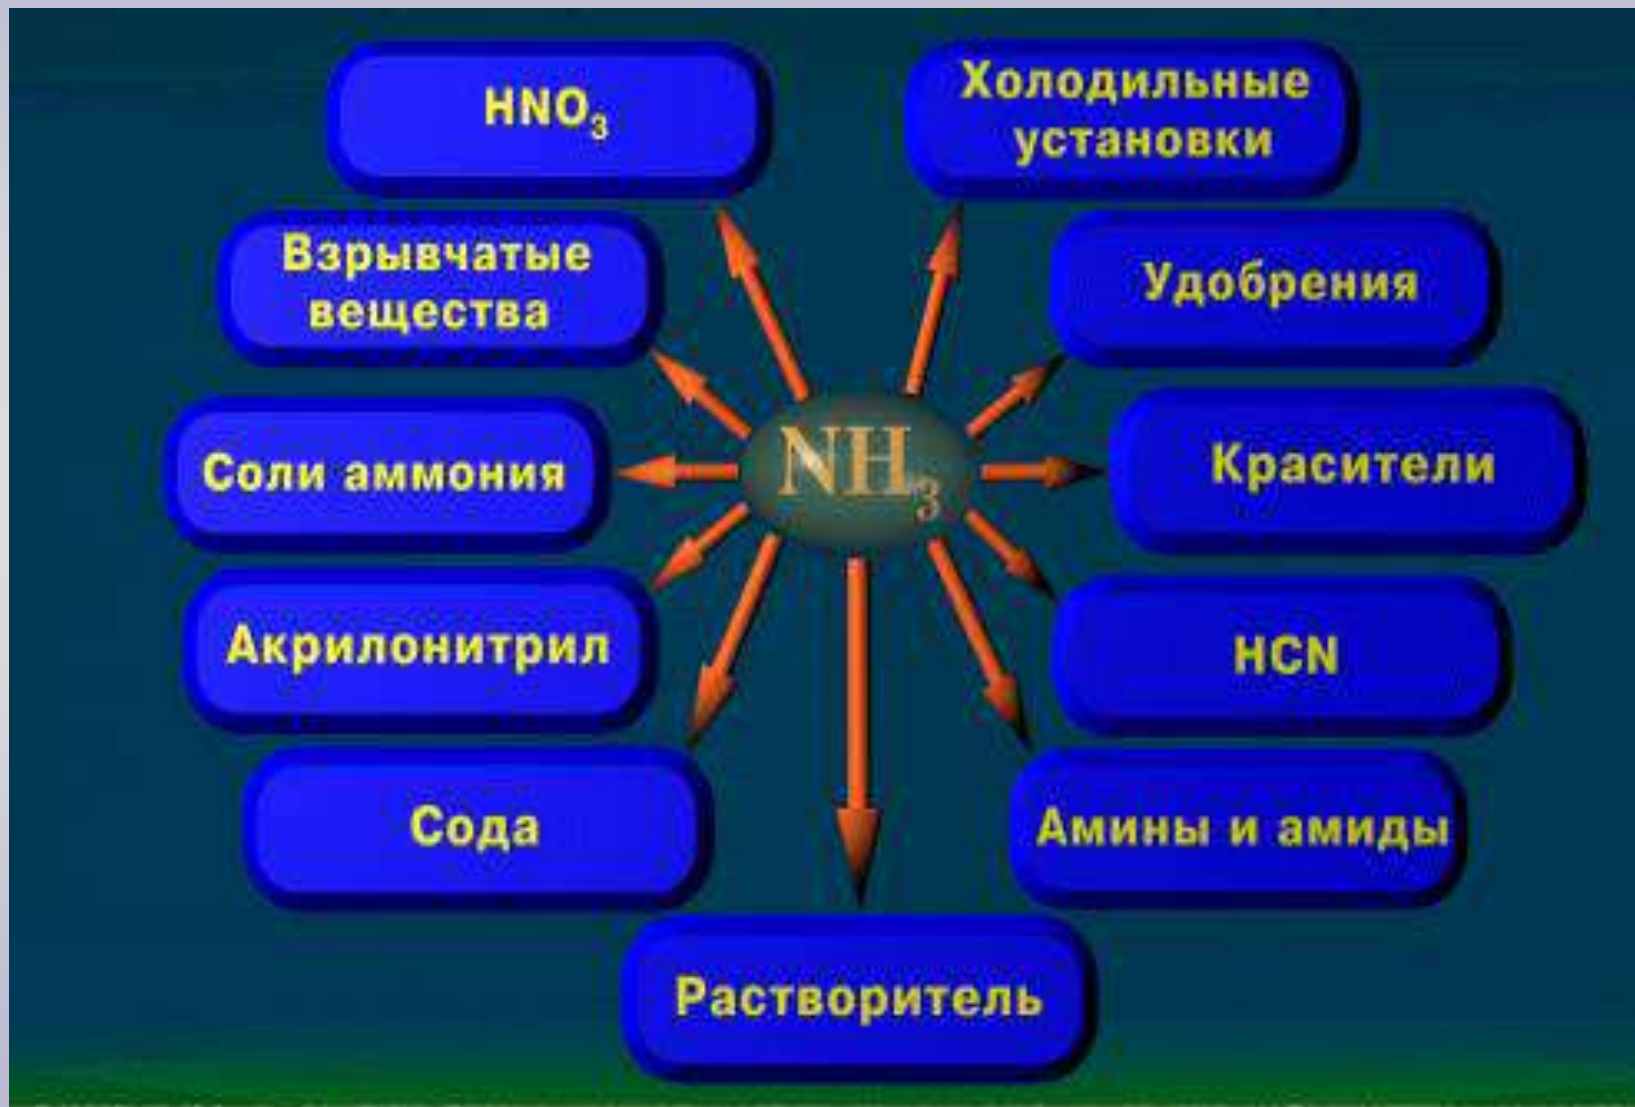 HNO₃
Холодильные
установки
Взрывчатые
вещества
Удобрения
Соли аммония
NH₃
Красители
Акрилонитрил
HCN
Сода
Амины и амиды
Растворитель